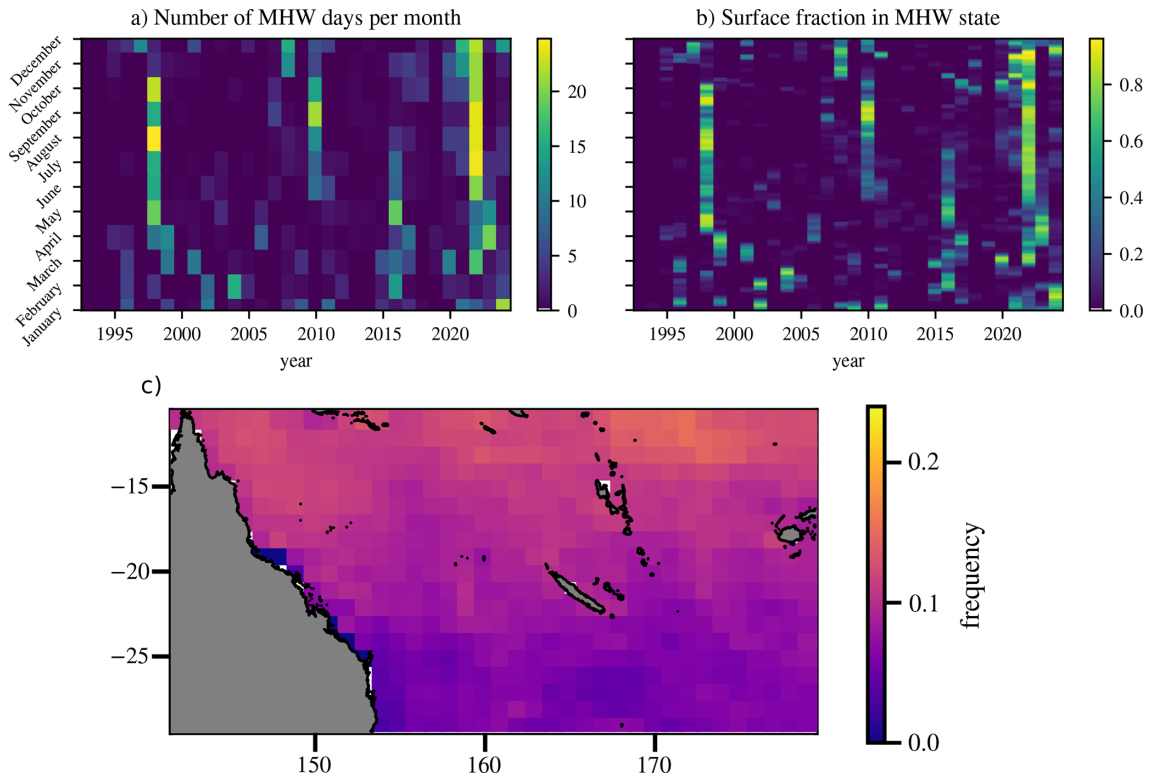 a) Number of MHW days per month
b) Surface fraction in MHW state
December
November
October
September
August
July
June
May
April
March
February
January
1995 2000 2005 2010 2015 2020
year
20
15
10
5
0
1995 2000 2005 2010 2015 2020
year
0.8
0.6
0.4
0.2
0.0
c)
−15
−20
−25
150 160 170
0.2
0.1
0.0
frequency